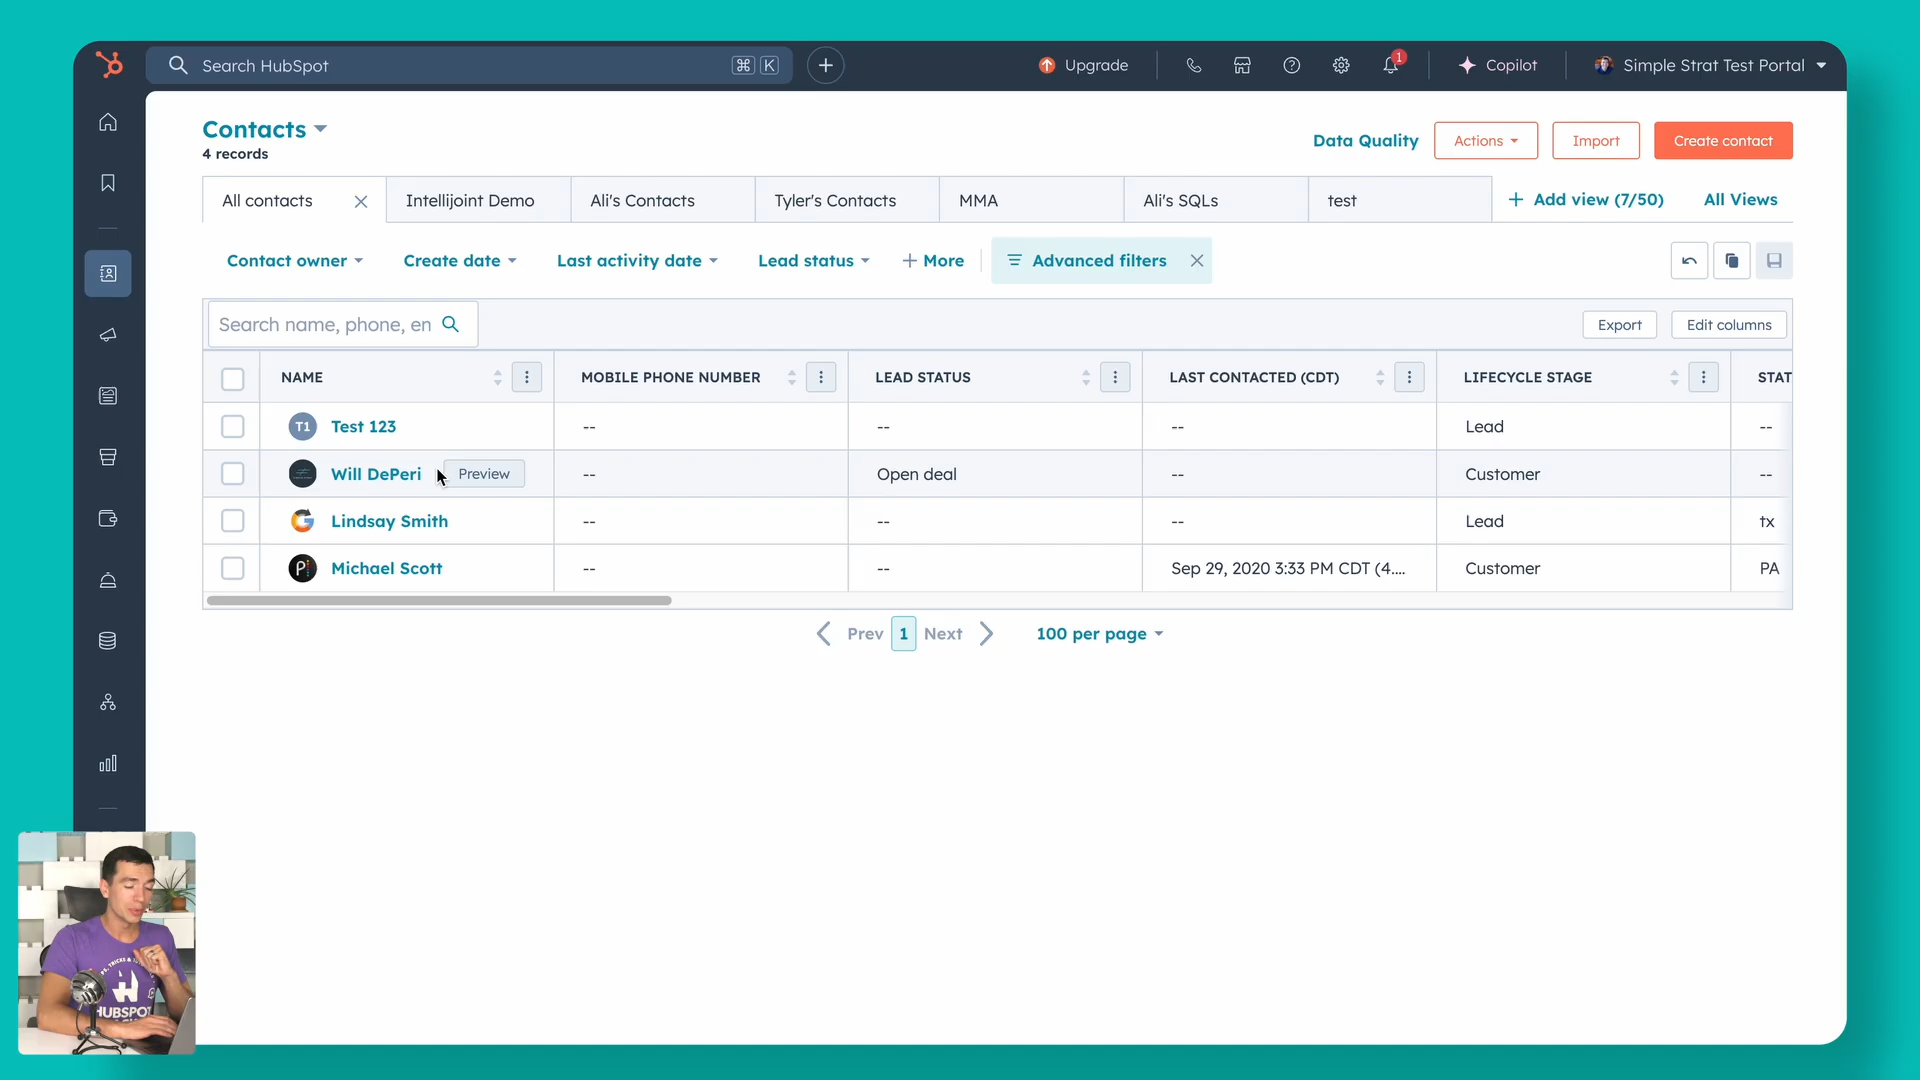 Search HubSpot
⌘ K
Upgrade
1
Copilot
Simple Strat Test Portal
Contacts
4 records
Data Quality
Actions
Import
Create contact
All contacts
Intellijoint Demo
Ali's Contacts
Tyler's Contacts
MMA
Ali's SQLs
test
+ Add view (7/50)
All Views
Contact owner
Create date
Last activity date
Lead status
+ More
Advanced filters
Search name, phone, en
Export
Edit columns
NAME
MOBILE PHONE NUMBER
LEAD STATUS
LAST CONTACTED (CDT)
LIFECYCLE STAGE
STAT
T1 Test 123 -- -- -- Lead --
Will DePeri Preview -- Open deal -- Customer --
Lindsay Smith -- -- -- Lead tx
P Michael Scott -- -- Sep 29, 2020 3:33 PM CDT (4.... Customer PA
Prev 1 Next
100 per page
HUBSPOT